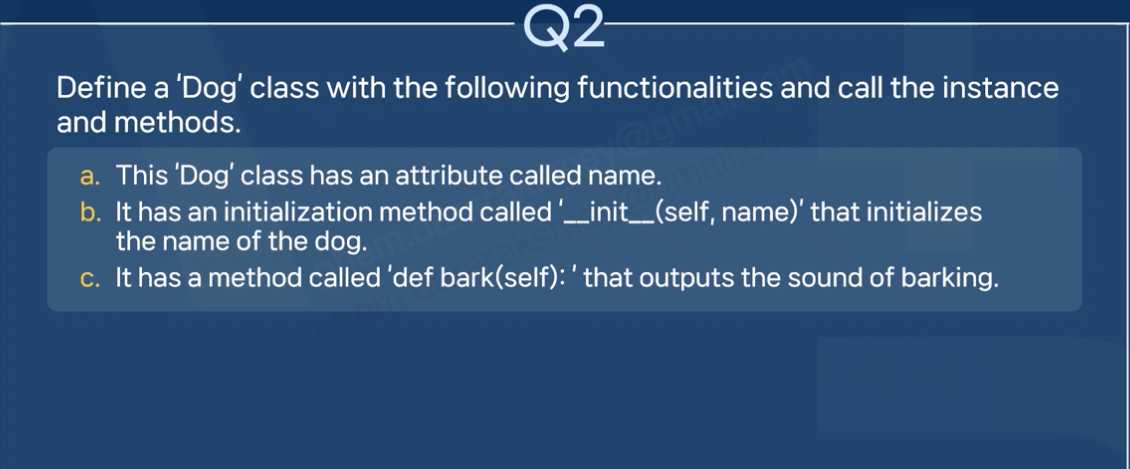 Q2
Define a 'Dog' class with the following functionalities and call the instance
and methods.
a. This 'Dog' class has an attribute called name.
b. It has an initialization method called '__init__(self, name)' that initializes
the name of the dog.
c. It has a method called 'def bark(self): ' that outputs the sound of barking.